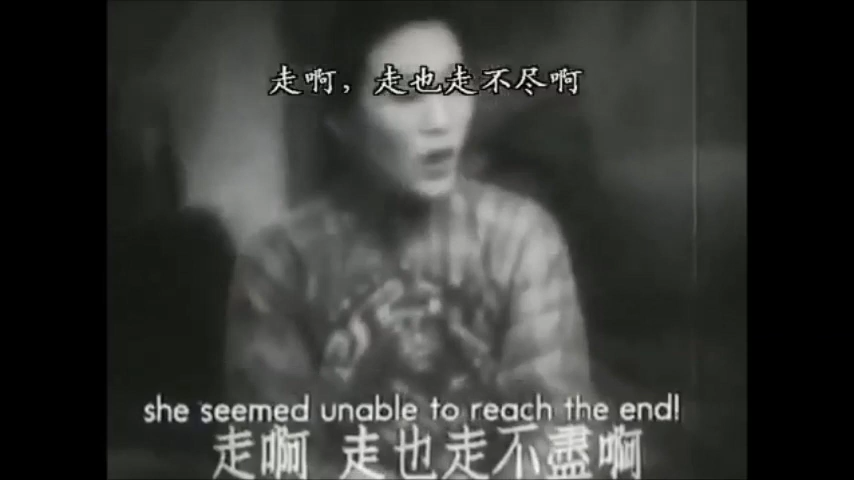 走啊，走也走不尽啊
she seemed unable to reach the end!
走啊 走也走不盡啊